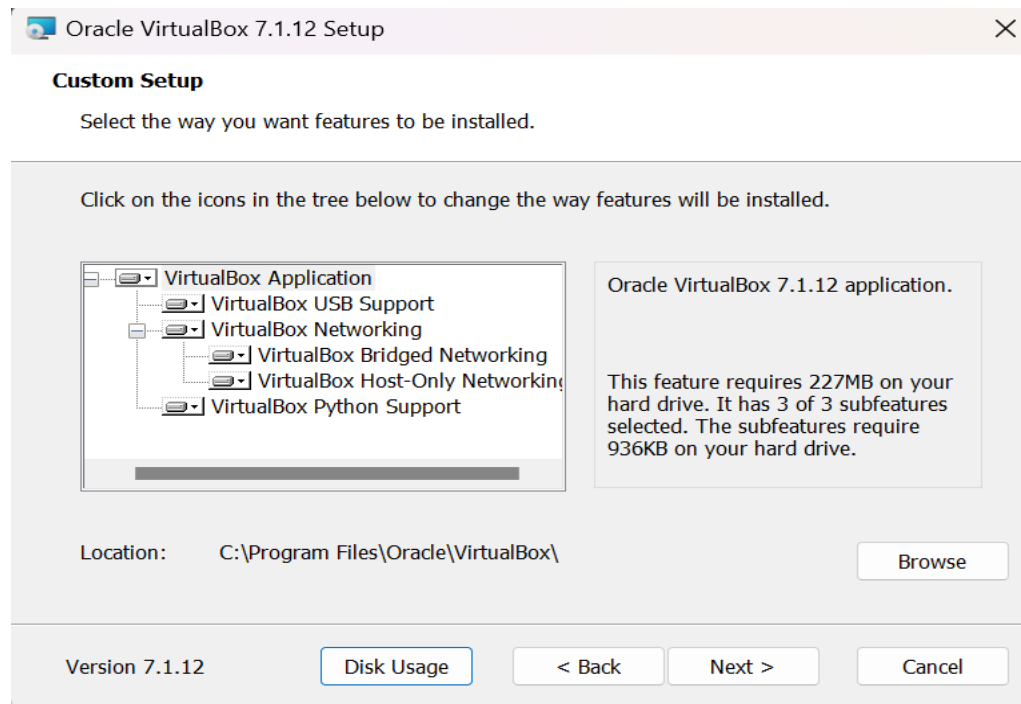 Oracle VirtualBox 7.1.12 Setup
Custom Setup
Select the way you want features to be installed.
Click on the icons in the tree below to change the way features will be installed.
VirtualBox Application
VirtualBox USB Support
VirtualBox Networking
VirtualBox Bridged Networking
VirtualBox Host-Only Networking
VirtualBox Python Support
Oracle VirtualBox 7.1.12 application.
This feature requires 227MB on your
hard drive. It has 3 of 3 subfeatures
selected. The subfeatures require
936KB on your hard drive.
Location: C:\Program Files\Oracle\VirtualBox\
Browse
Version 7.1.12
Disk Usage
< Back
Next >
Cancel